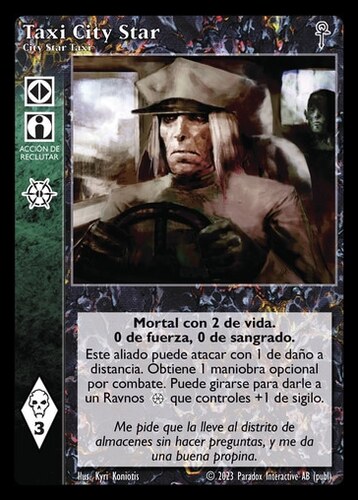 Taxi City Star
City Star Taxi
ACCIÓN DE
RECLUTAR
Mortal con 2 de vida.
0 de fuerza, 0 de sangrado.
Este aliado puede atacar con 1 de daño a
distancia. Obtiene 1 maniobra opcional
por combate. Puede girarse para darle a
un Ravnos que controles +1 de sigilo.
Me pide que la lleve al distrito de
almacenes sin hacer preguntas, y me da
una buena propina.
3
Ilus: Kyri Koniotis © 2023 Paradox Interactive AB (publ)